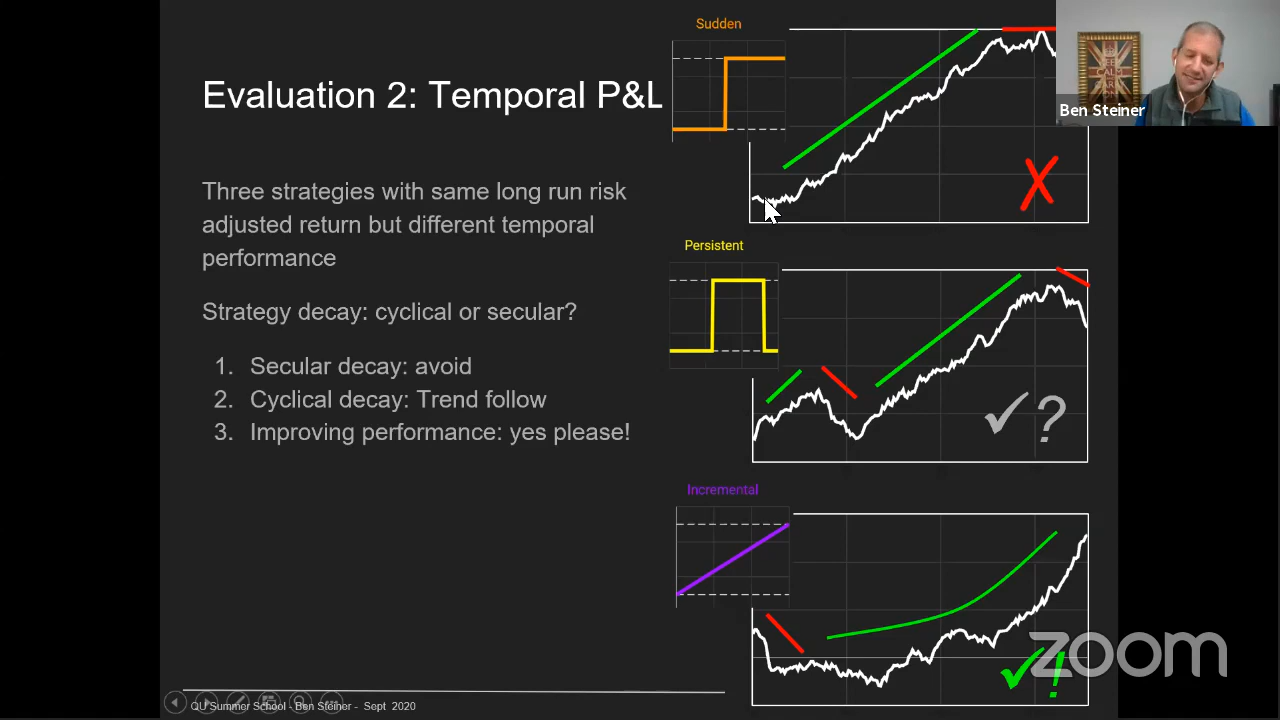 Sudden
Evaluation 2: Temporal P&L
Ben Steiner
KEEP
CALM
Three strategies with same long run risk
adjusted return but different temporal
performance
Strategy decay: cyclical or secular?
1. Secular decay: avoid
2. Cyclical decay: Trend follow
3. Improving performance: yes please!
X
Persistent
?
Incremental
!
zoom
QU Summer School - Ben Steiner - Sept 2020